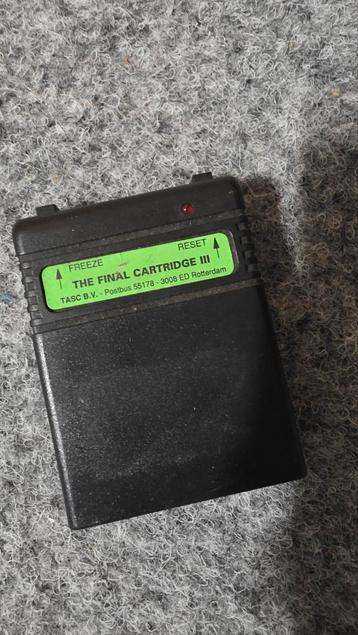 FREEZE RESET
THE FINAL CARTRIDGE III
TASC B.V. - Postbus 55178 - 3008 ED Rotterdam